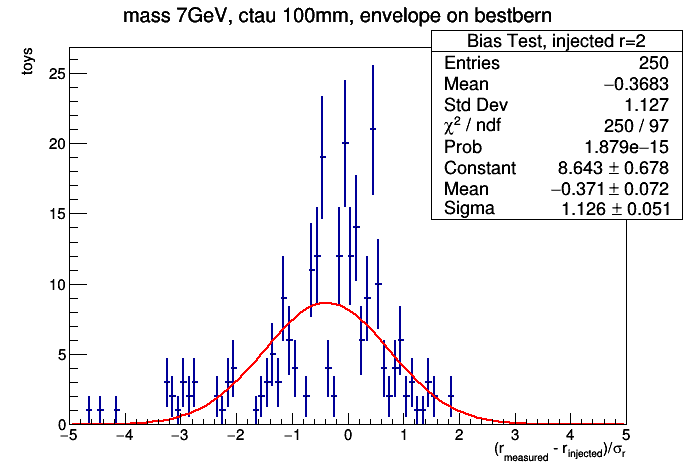 mass 7GeV, ctau 100mm, envelope on bestbern
toys
Bias Test, injected r=2
Entries 250
Mean −0.3683
Std Dev 1.127
χ² / ndf 250 / 97
Prob 1.879e−15
Constant 8.643 ± 0.678
Mean −0.371 ± 0.072
Sigma 1.126 ± 0.051
25
20
15
10
5
0
−5 −4 −3 −2 −1 0 1 2 3 4 5
(r_measured - r_injected)/σ_r